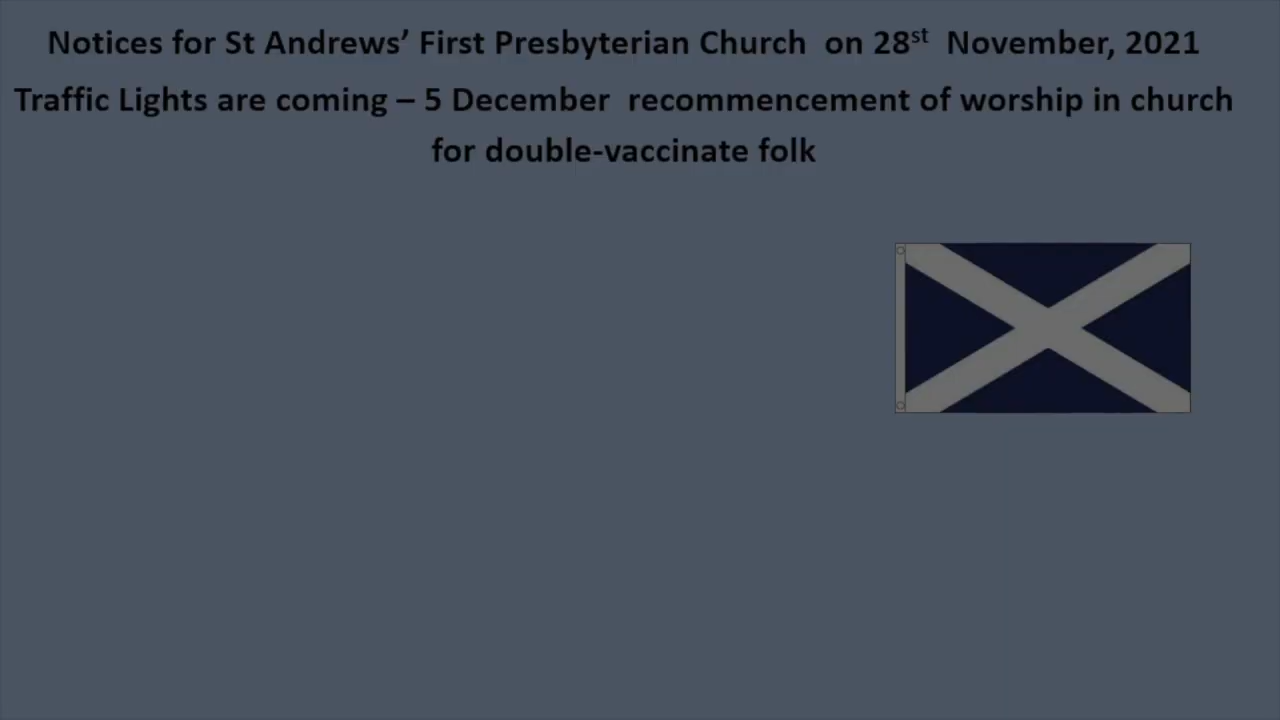 Notices for St Andrews’ First Presbyterian Church on 28st November, 2021
Traffic Lights are coming – 5 December recommencement of worship in church
for double-vaccinate folk